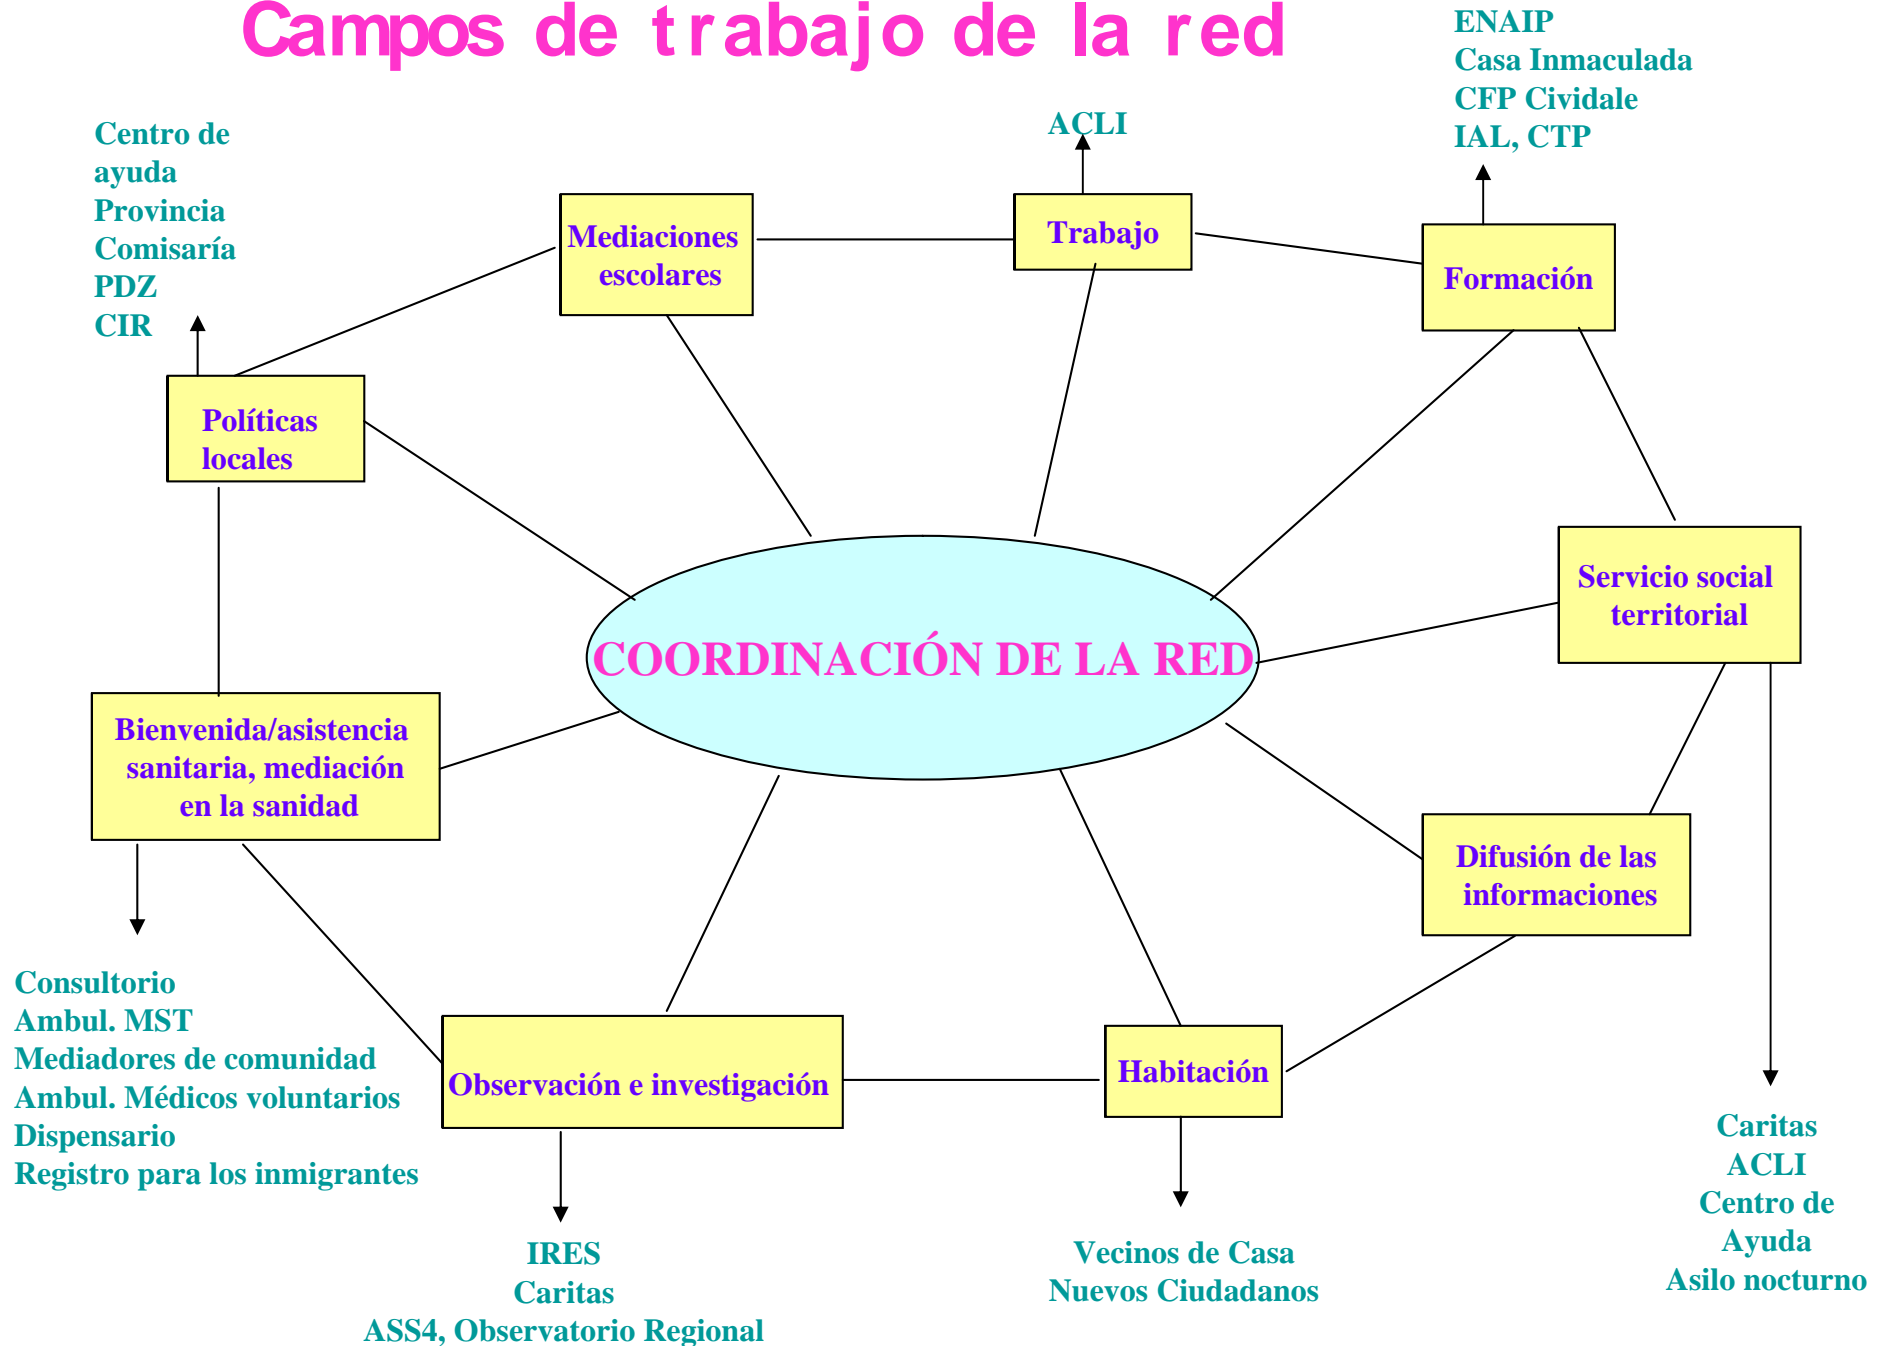 Campos de trabajo de la red
ENAIP
Casa Inmaculada
CFP Cividale
IAL, CTP
ACLI
Centro de
ayuda
Provincia
Comisaría
PDZ
CIR
Mediaciones
escolares
Trabajo
Formación
Políticas
locales
Servicio social
territorial
COORDINACIÓN DE LA RED
Bienvenida/asistencia
sanitaria, mediación
en la sanidad
Difusión de las
informaciones
Consultorio
Ambul. MST
Mediadores de comunidad
Ambul. Médicos voluntarios
Dispensario
Registro para los inmigrantes
Observación e investigación
Habitación
Caritas
ACLI
Centro de
Ayuda
Asilo nocturno
IRES
Caritas
ASS4, Observatorio Regional
Vecinos de Casa
Nuevos Ciudadanos